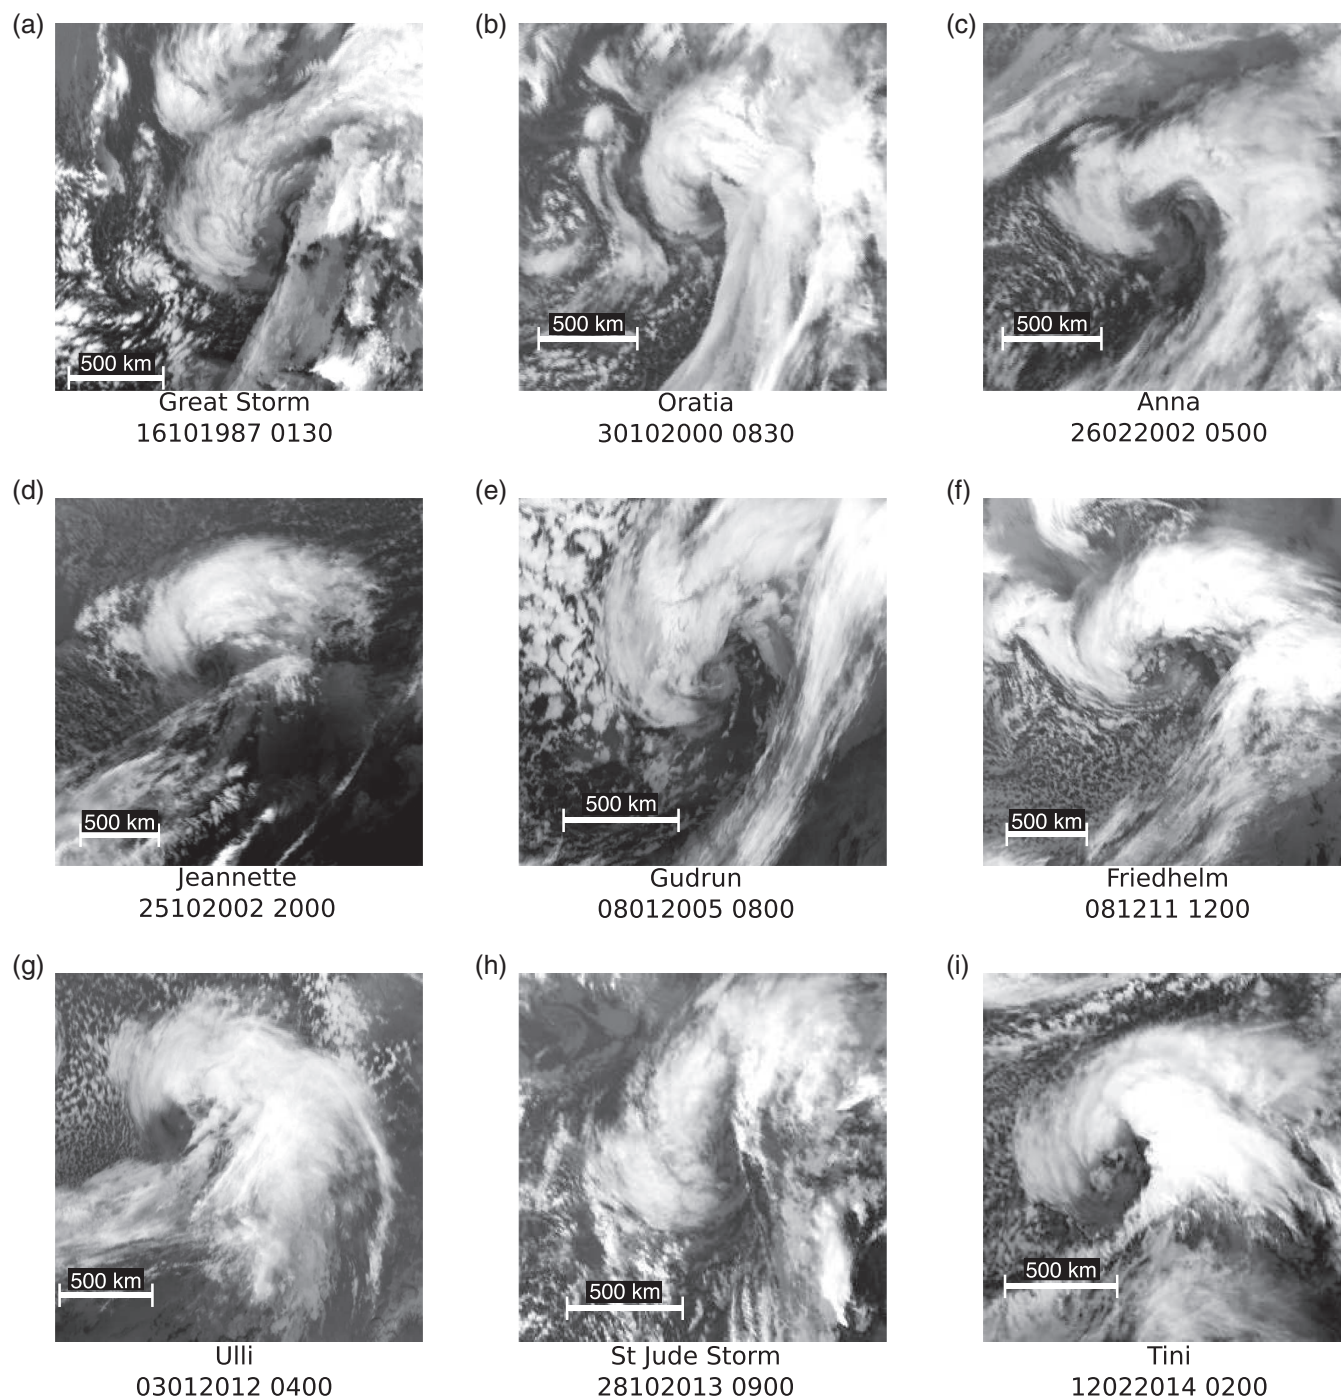 (a)
(b)
(c)
500 km
500 km
500 km
Great Storm
16101987 0130
Oratia
30102000 0830
Anna
26022002 0500
(d)
(e)
(f)
500 km
500 km
500 km
Jeannette
25102002 2000
Gudrun
08012005 0800
Friedhelm
081211 1200
(g)
(h)
(i)
500 km
500 km
500 km
Ulli
03012012 0400
St Jude Storm
28102013 0900
Tini
12022014 0200